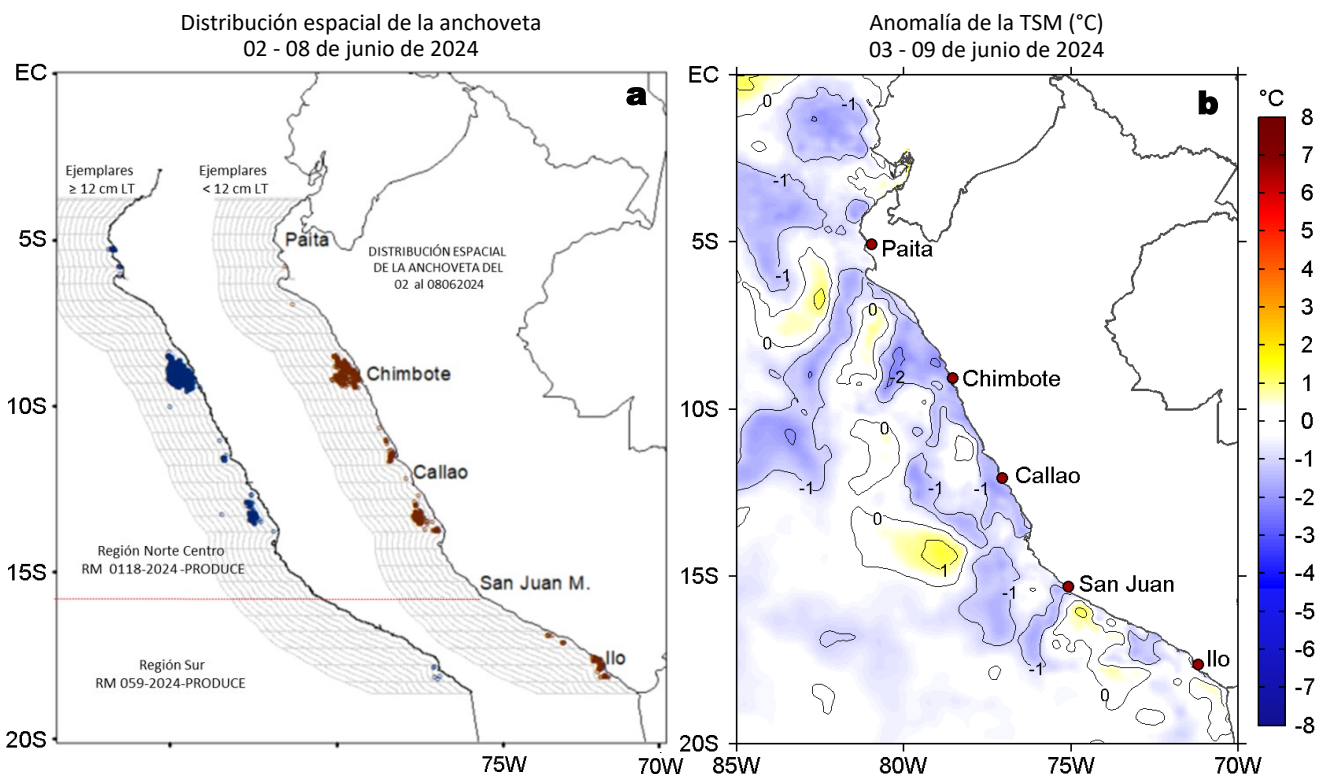 Distribución espacial de la anchoveta
02 - 08 de junio de 2024
EC
5S
10S
15S
20S
75W
70W
a
Ejemplares
≥ 12 cm LT
Ejemplares
< 12 cm LT
Paita
DISTRIBUCIÓN ESPACIAL
DE LA ANCHOVETA DEL
02 al 08062024
Chimbote
Callao
Región Norte Centro
RM 0118-2024 -PRODUCE
San Juan M.
Región Sur
RM 059-2024-PRODUCE
Ilo
Anomalía de la TSM (°C)
03 - 09 de junio de 2024
EC
5S
10S
15S
20S
85W
80W
75W
70W
b
0
-1
-1
Paita
-1
0
0
-2
Chimbote
0
-1
-1
-1
Callao
0
1
-1
San Juan
-1
0
Ilo
°C
8
7
6
5
4
3
2
1
0
-1
-2
-3
-4
-5
-6
-7
-8